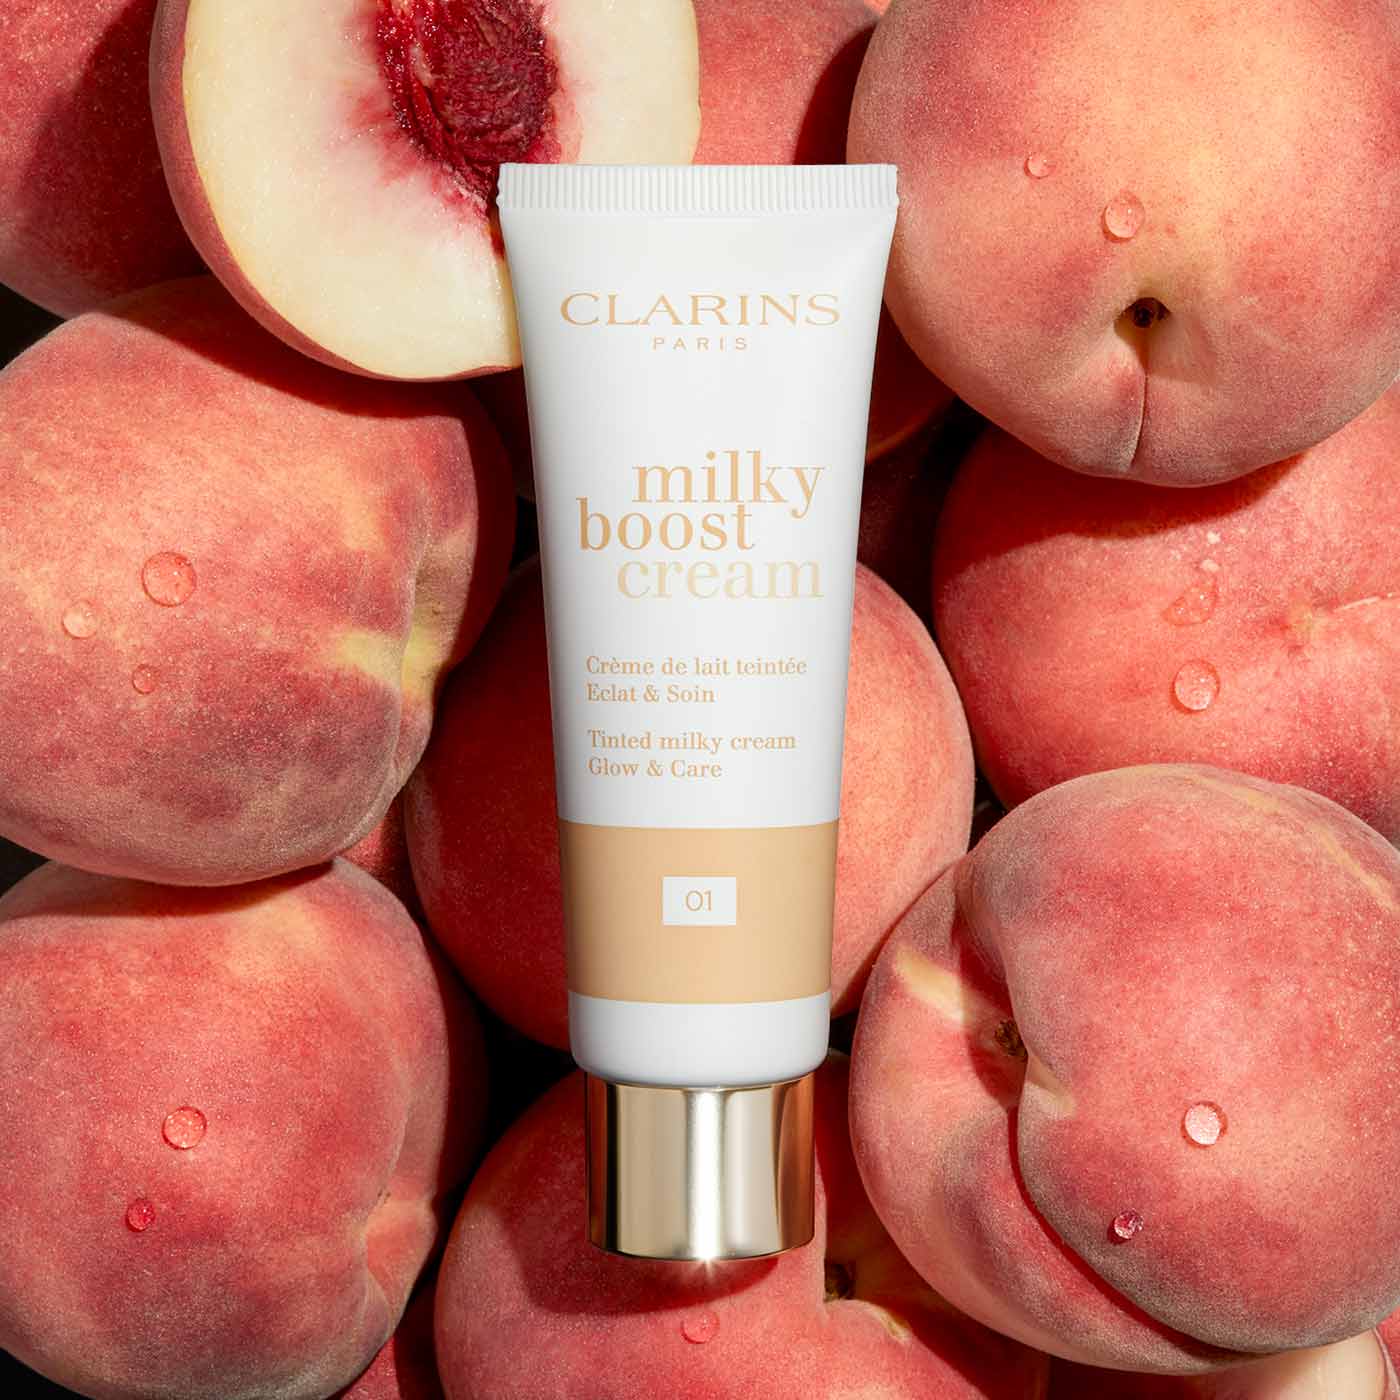 CLARINS
PARIS
milky
boost
cream
Crème de lait teintée
Eclat & Soin
Tinted milky cream
Glow & Care
01